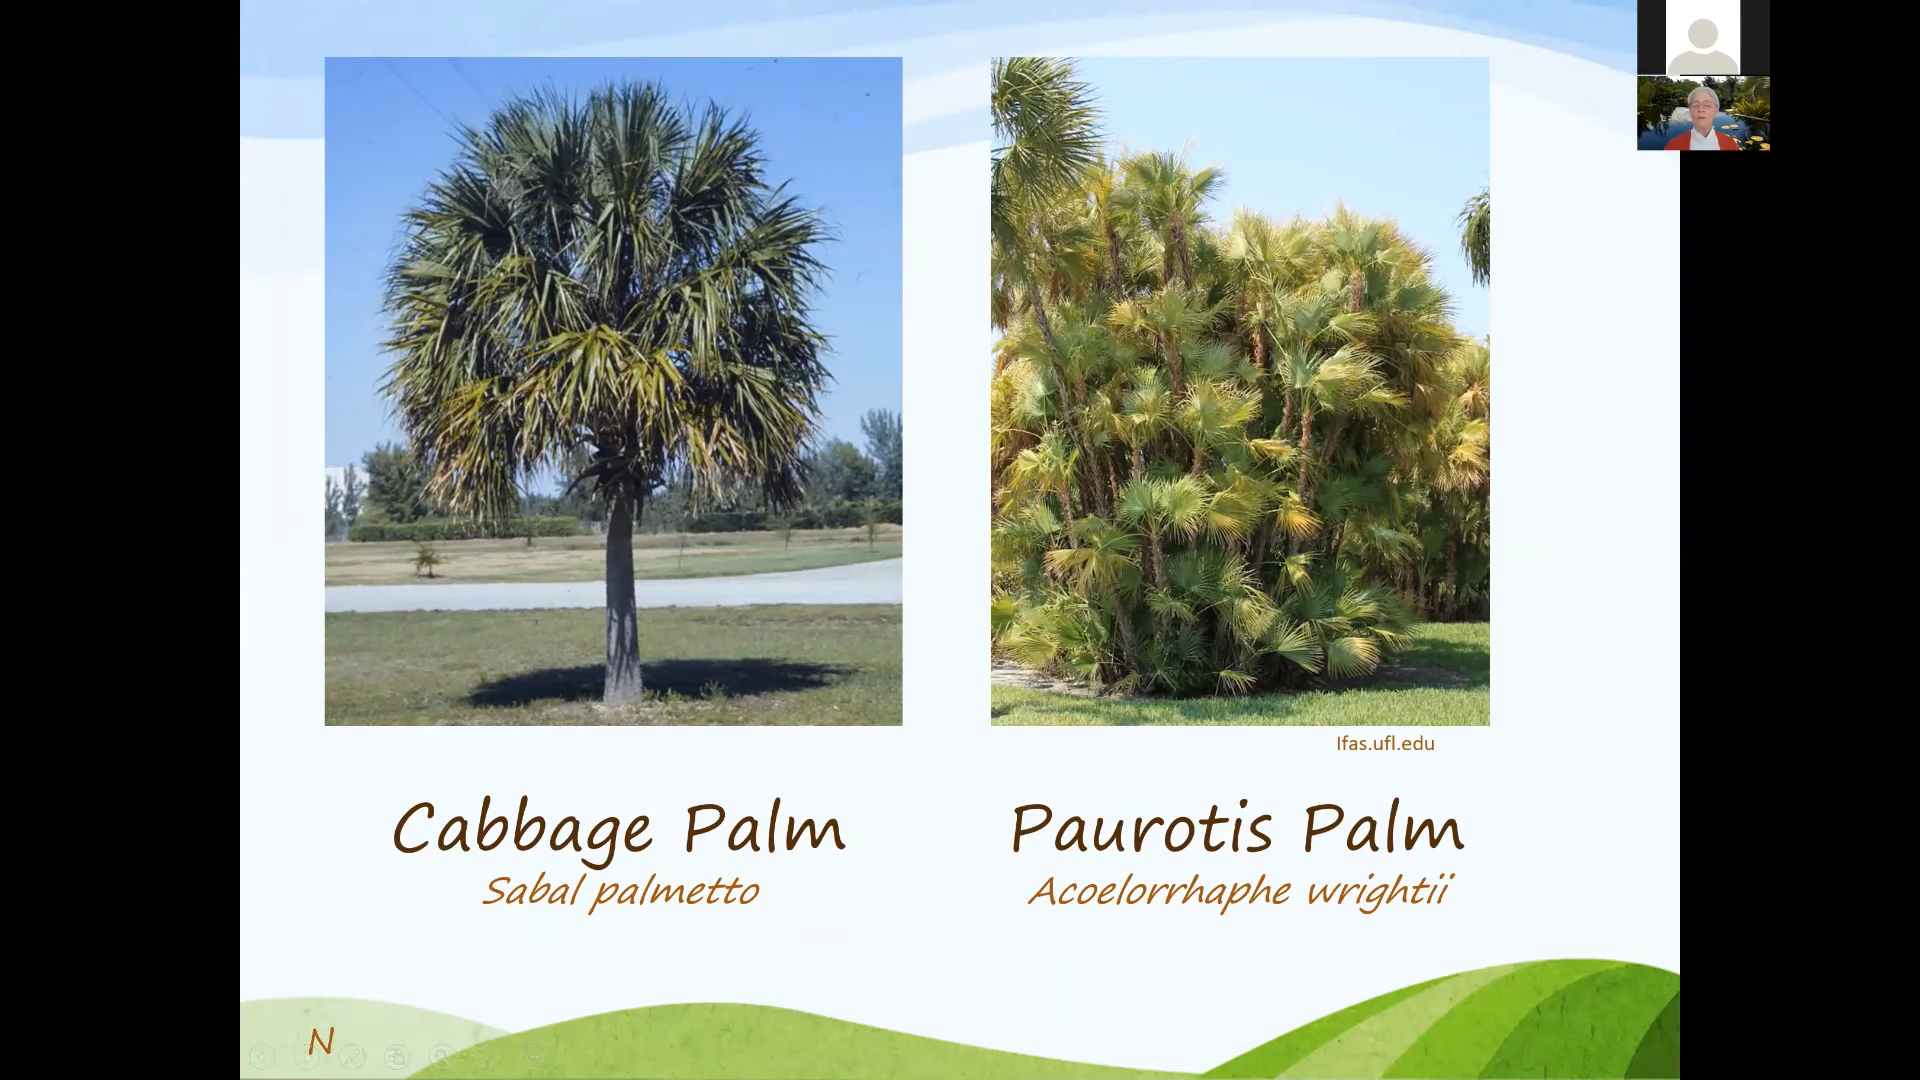 Ifas.ufl.edu
Cabbage Palm
Sabal palmetto
Paurotis Palm
Acoelorrhaphe wrightii
N